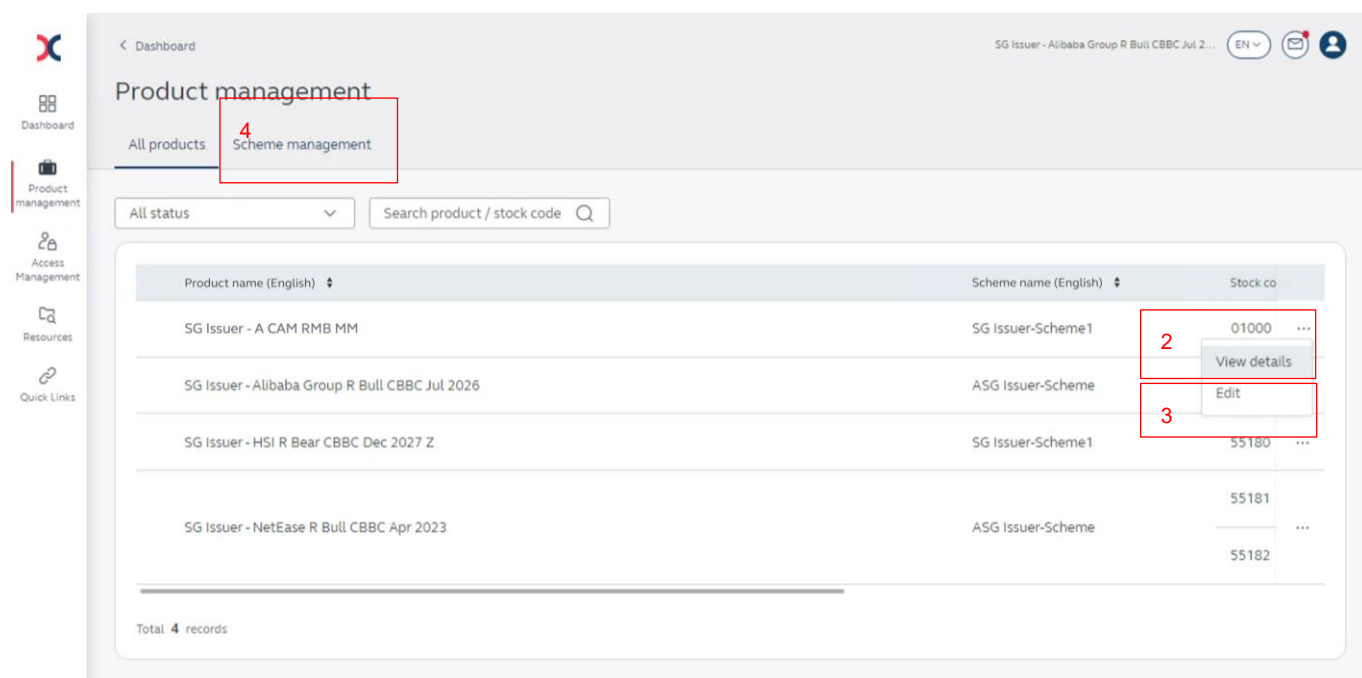 Dashboard
SG Issuer - Alibaba Group R Bull CBBC Jul 2...
EN
Product management
Dashboard
4
All products
Scheme management
Product
management
All status
Search product / stock code
Access
Management
Product name (English)
Scheme name (English)
Stock co
Resources
SG Issuer - A CAM RMB MM
SG Issuer-Scheme1
01000
...
2
View details
Quick Links
SG Issuer - Alibaba Group R Bull CBBC Jul 2026
ASG Issuer-Scheme
Edit
3
SG Issuer - HSI R Bear CBBC Dec 2027 Z
SG Issuer-Scheme1
55180
...
55181
SG Issuer - NetEase R Bull CBBC Apr 2023
ASG Issuer-Scheme
...
55182
Total 4 records